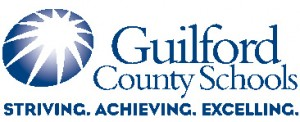 Guilford
County Schools
STRIVING. ACHIEVING. EXCELLING.